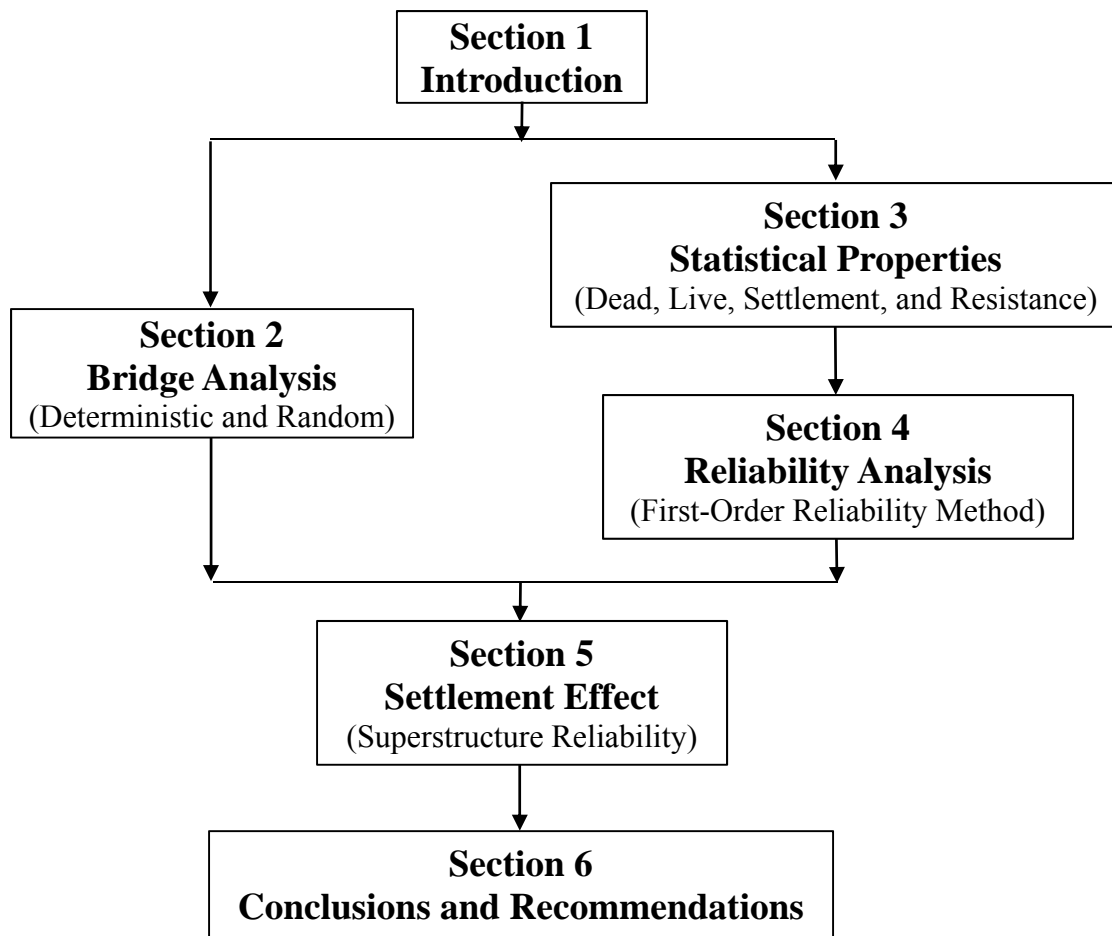 Section 1
Introduction
Section 3
Statistical Properties
(Dead, Live, Settlement, and Resistance)
Section 2
Bridge Analysis
(Deterministic and Random)
Section 4
Reliability Analysis
(First-Order Reliability Method)
Section 5
Settlement Effect
(Superstructure Reliability)
Section 6
Conclusions and Recommendations